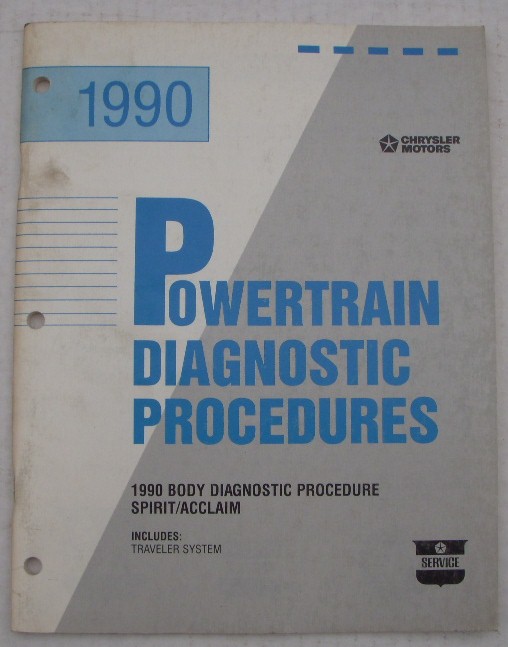 1990
CHRYSLER
MOTORS
POWERTRAIN
DIAGNOSTIC
PROCEDURES
1990 BODY DIAGNOSTIC PROCEDURE
SPIRIT/ACCLAIM
INCLUDES:
TRAVELER SYSTEM
SERVICE